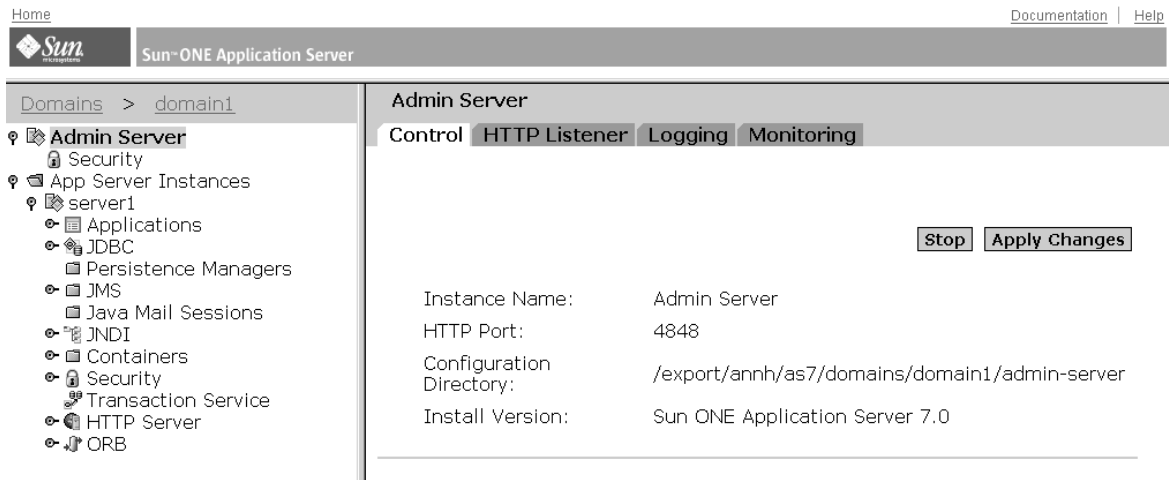 Home
Documentation | Help
Sun microsystems
Sun™ ONE Application Server
Domains > domain1
Admin Server
Security
App Server Instances
server1
Applications
JDBC
Persistence Managers
JMS
Java Mail Sessions
JNDI
Containers
Security
Transaction Service
HTTP Server
ORB
Admin Server
Control HTTP Listener Logging Monitoring
Stop Apply Changes
Instance Name: Admin Server
HTTP Port: 4848
Configuration
Directory: /export/annh/as7/domains/domain1/admin-server
Install Version: Sun ONE Application Server 7.0